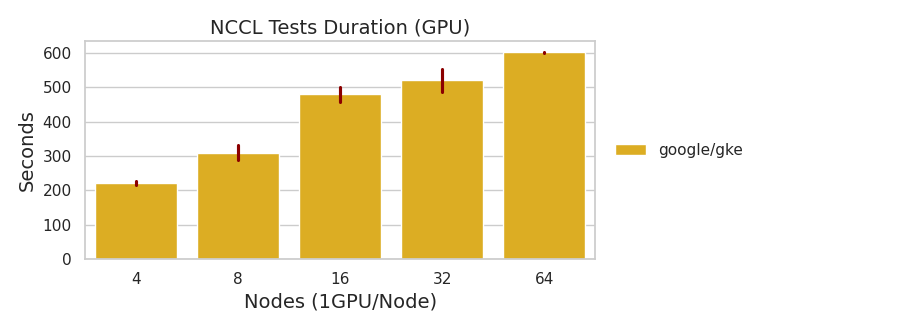 NCCL Tests Duration (GPU)
Seconds
600
500
400
300
200
100
0
4 8 16 32 64
Nodes (1GPU/Node)
google/gke